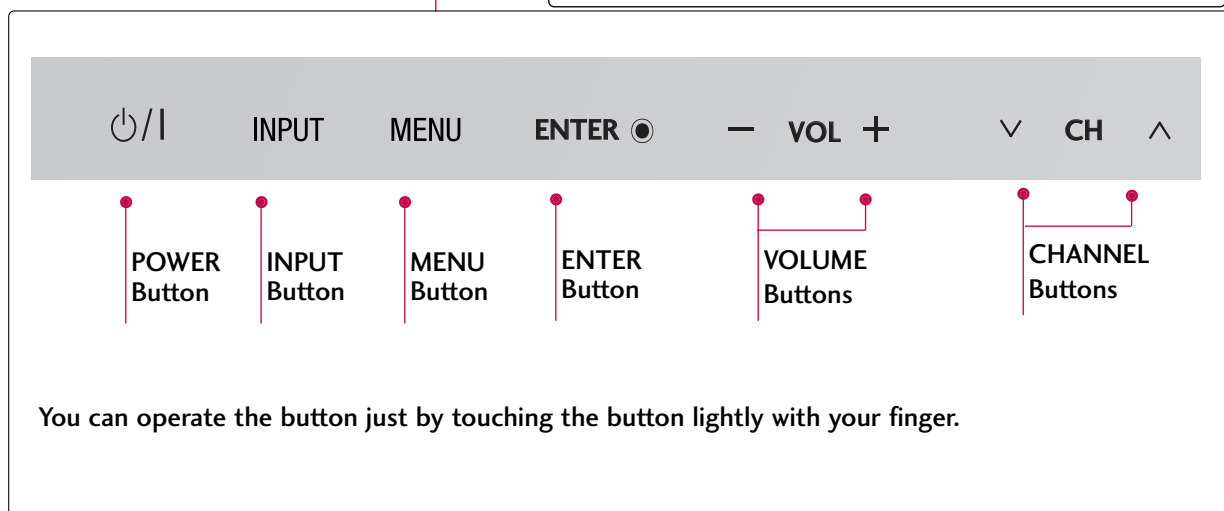 ⏻/I INPUT MENU ENTER ◉ − VOL + ∨ CH ∧
POWER Button
INPUT Button
MENU Button
ENTER Button
VOLUME Buttons
CHANNEL Buttons
You can operate the button just by touching the button lightly with your finger.